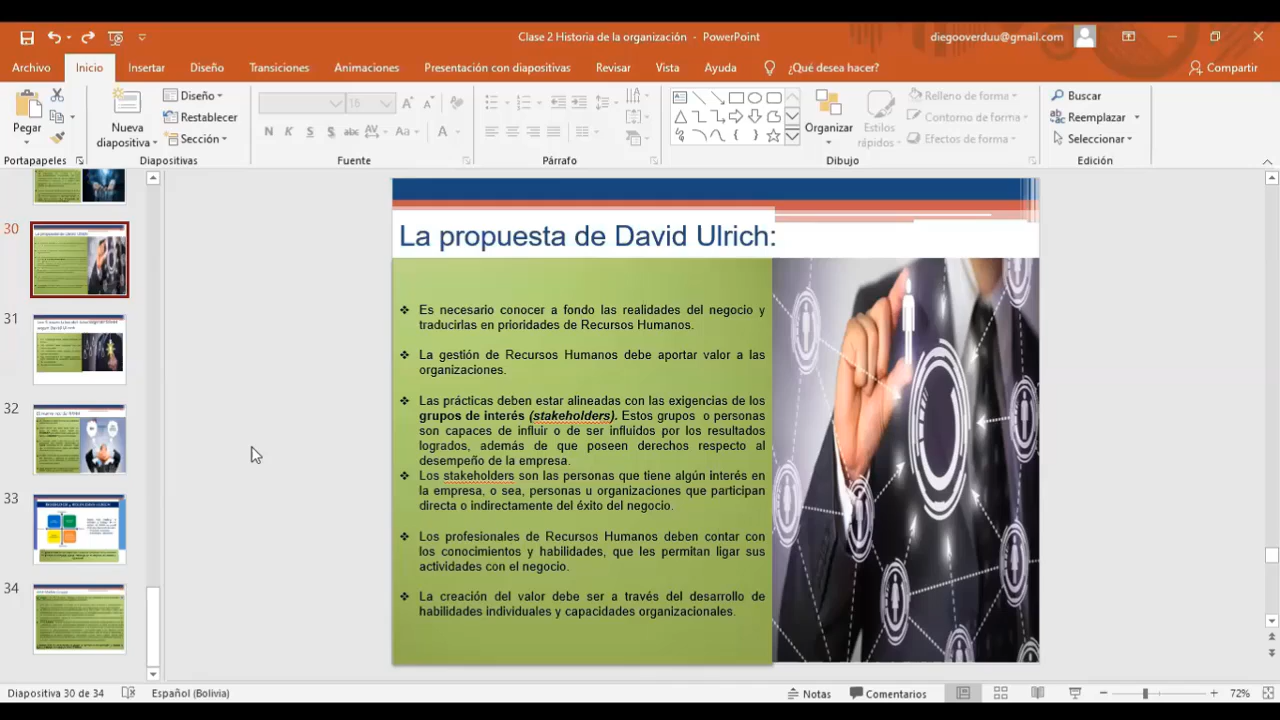 Clase 2 Historia de la organización - PowerPoint
diegooverduu@gmail.com
Archivo Inicio Insertar Diseño Transiciones Animaciones Presentación con diapositivas Revisar Vista Ayuda ¿Qué desea hacer? Compartir
Pegar
Portapapeles
Nueva diapositiva
Diseño
Restablecer
Sección
Diapositivas
18
N K S S abc AV Aa A
Fuente
Párrafo
Organizar
Estilos rápidos
Relleno de forma
Contorno de forma
Efectos de forma
Dibujo
Buscar
Reemplazar
Seleccionar
Edición
30
31
32
33
34
La propuesta de David Ulrich:
❖ Es necesario conocer a fondo las realidades del negocio y
traducirlas en prioridades de Recursos Humanos.
❖ La gestión de Recursos Humanos debe aportar valor a las
organizaciones.
❖ Las prácticas deben estar alineadas con las exigencias de los
grupos de interés (stakeholders). Estos grupos o personas
son capaces de influir o de ser influidos por los resultados
logrados, además de que poseen derechos respecto al
desempeño de la empresa.
❖ Los stakeholders son las personas que tiene algún interés en
la empresa, o sea, personas u organizaciones que participan
directa o indirectamente del éxito del negocio.
❖ Los profesionales de Recursos Humanos deben contar con
los conocimientos y habilidades, que les permitan ligar sus
actividades con el negocio.
❖ La creación del valor debe ser a través del desarrollo de
habilidades individuales y capacidades organizacionales.
Diapositiva 30 de 34 Español (Bolivia) Notas Comentarios 72%